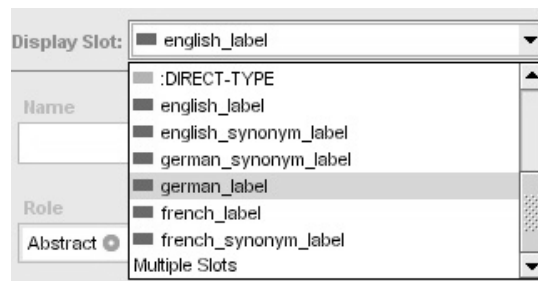 Display Slot: english_label
:DIRECT-TYPE
Name
english_label
english_synonym_label
german_synonym_label
german_label
Role
french_label
Abstract
french_synonym_label
Multiple Slots